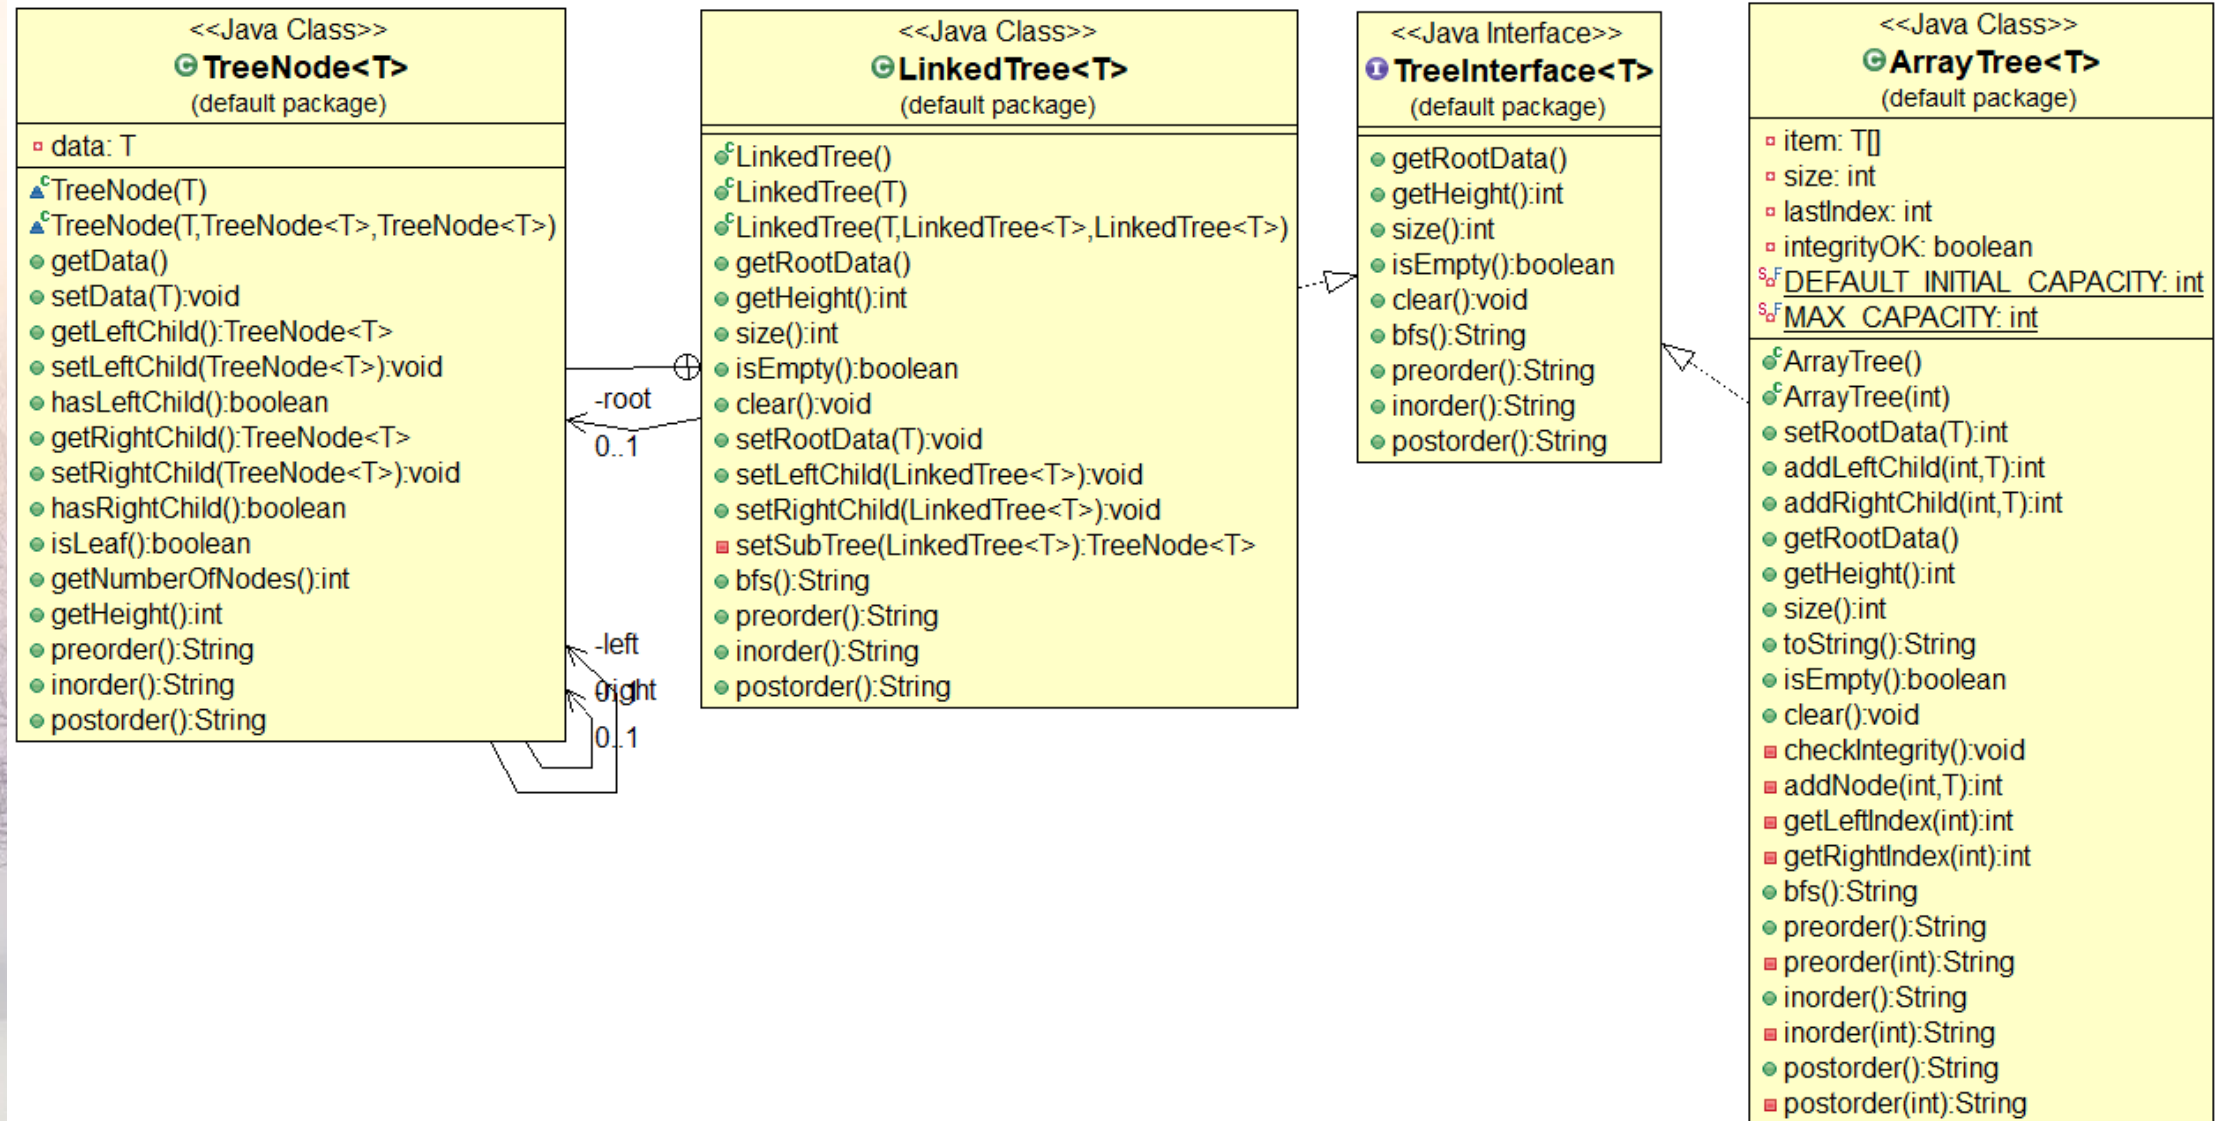 <<Java Class>>
TreeNode<T>
(default package)
data: T
TreeNode(T)
TreeNode(T,TreeNode<T>,TreeNode<T>)
getData()
setData(T):void
getLeftChild():TreeNode<T>
setLeftChild(TreeNode<T>):void
hasLeftChild():boolean
getRightChild():TreeNode<T>
setRightChild(TreeNode<T>):void
hasRightChild():boolean
isLeaf():boolean
getNumberOfNodes():int
getHeight():int
preorder():String
inorder():String
postorder():String
-root
0..1
-left
-right
0..1
<<Java Class>>
LinkedTree<T>
(default package)
LinkedTree()
LinkedTree(T)
LinkedTree(T,LinkedTree<T>,LinkedTree<T>)
getRootData()
getHeight():int
size():int
isEmpty():boolean
clear():void
setRootData(T):void
setLeftChild(LinkedTree<T>):void
setRightChild(LinkedTree<T>):void
setSubTree(LinkedTree<T>):TreeNode<T>
bfs():String
preorder():String
inorder():String
postorder():String
<<Java Interface>>
TreeInterface<T>
(default package)
getRootData()
getHeight():int
size():int
isEmpty():boolean
clear():void
bfs():String
preorder():String
inorder():String
postorder():String
<<Java Class>>
ArrayTree<T>
(default package)
item: T[]
size: int
lastIndex: int
integrityOK: boolean
DEFAULT_INITIAL_CAPACITY: int
MAX_CAPACITY: int
ArrayTree()
ArrayTree(int)
setRootData(T):int
addLeftChild(int,T):int
addRightChild(int,T):int
getRootData()
getHeight():int
size():int
toString():String
isEmpty():boolean
clear():void
checkIntegrity():void
addNode(int,T):int
getLeftIndex(int):int
getRightIndex(int):int
bfs():String
preorder():String
preorder(int):String
inorder():String
inorder(int):String
postorder():String
postorder(int):String